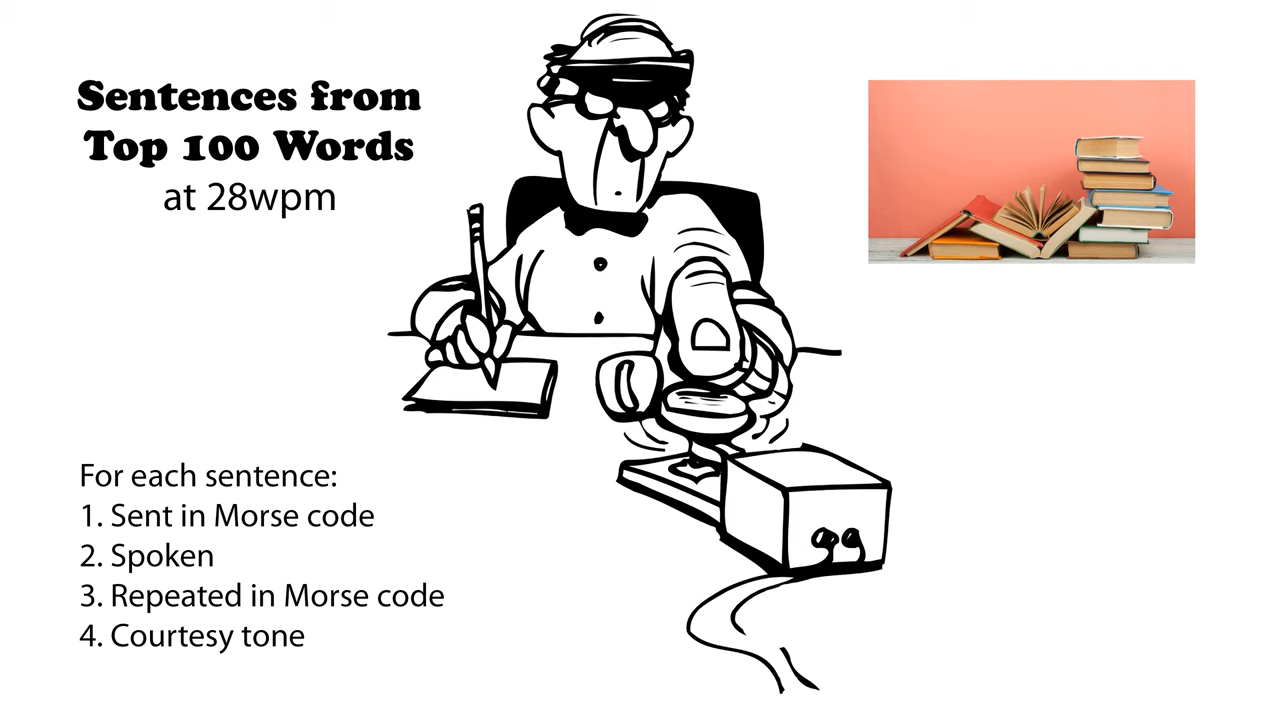 Sentences from
Top 100 Words
at 28wpm
For each sentence:
1. Sent in Morse code
2. Spoken
3. Repeated in Morse code
4. Courtesy tone